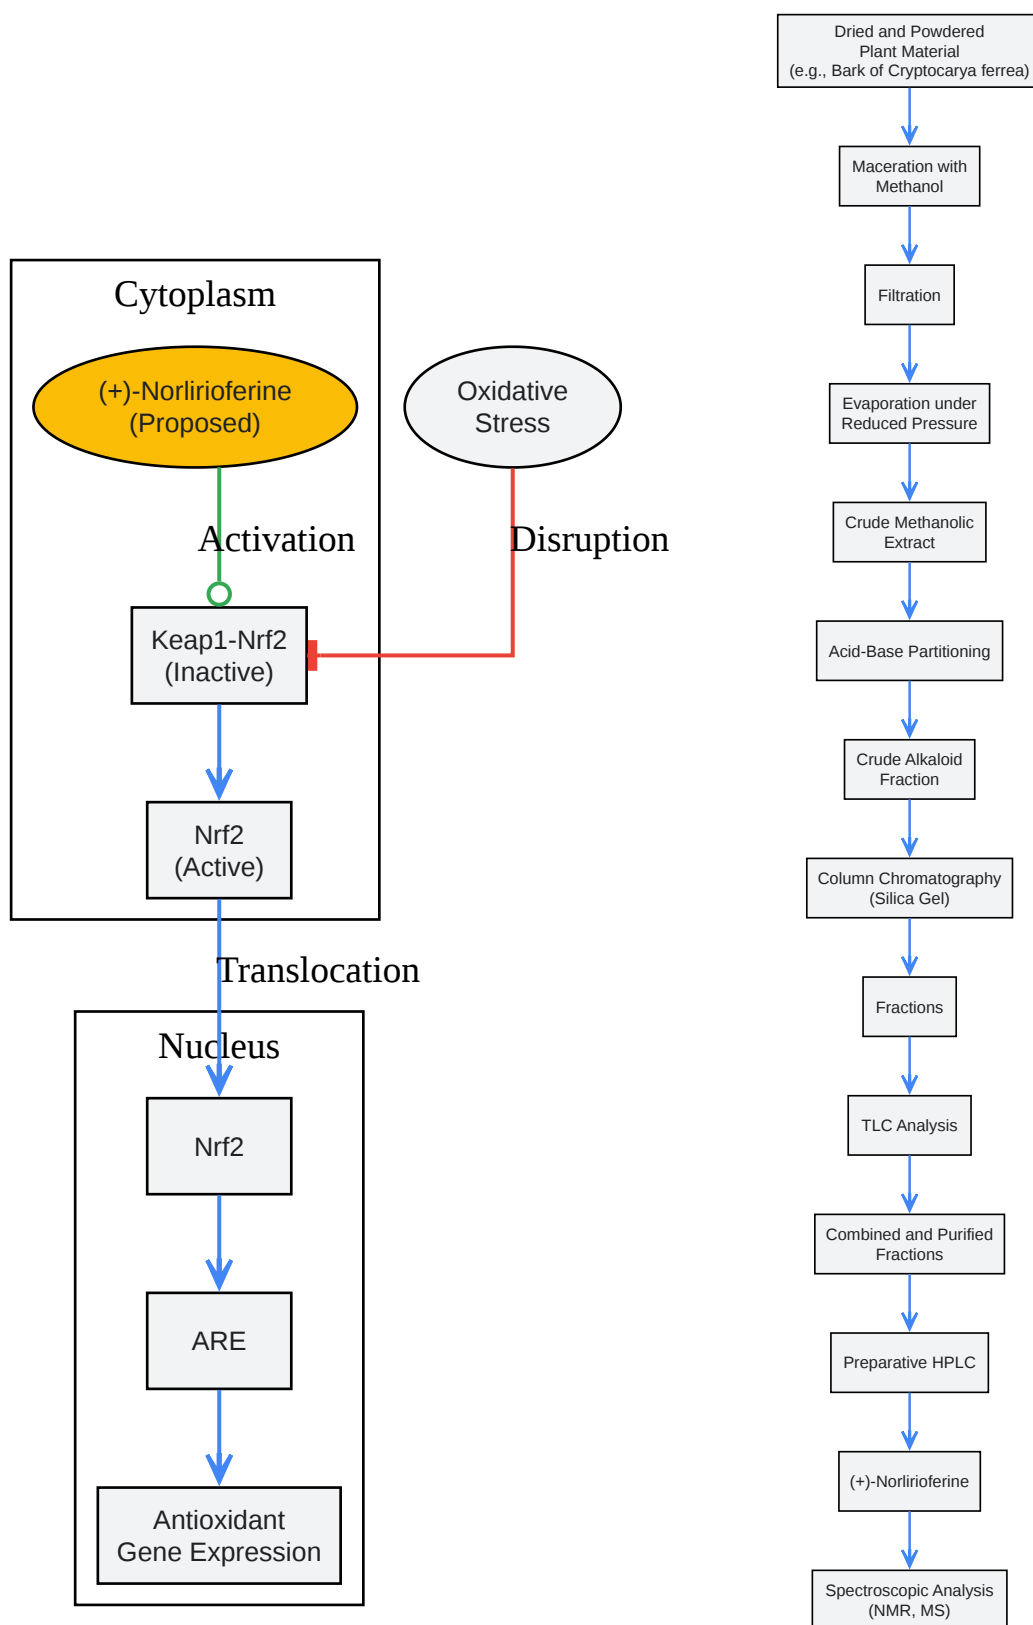 Cytoplasm
(+)-Norlirioferine
(Proposed)
Oxidative
Stress
Activation
Disruption
Keap1-Nrf2
(Inactive)
Nrf2
(Active)
Translocation
Nucleus
Nrf2
ARE
Antioxidant
Gene Expression
Dried and Powdered
Plant Material
(e.g., Bark of Cryptocarya ferrea)
Maceration with
Methanol
Filtration
Evaporation under
Reduced Pressure
Crude Methanolic
Extract
Acid-Base Partitioning
Crude Alkaloid
Fraction
Column Chromatography
(Silica Gel)
Fractions
TLC Analysis
Combined and Purified
Fractions
Preparative HPLC
(+)-Norlirioferine
Spectroscopic Analysis
(NMR, MS)